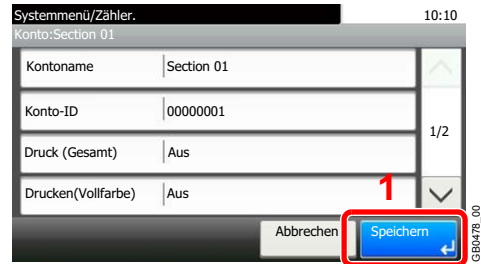 Systemmenü/Zähler. 10:10
Konto:Section 01
Kontoname Section 01
Konto-ID 00000001
1/2
Druck (Gesamt) Aus
Drucken(Vollfarbe) Aus
1
Abbrechen Speichern
GB0478_00